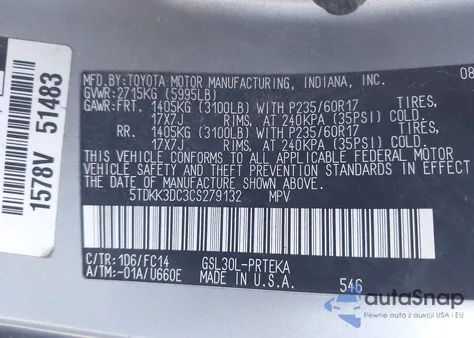 MFD. BY:TOYOTA MOTOR MANUFACTURING, INDIANA, INC. 08
GVWR: 2715KG (5995LB)
GAWR:FRT. 1405KG (3100LB) WITH P235/60R17 TIRES,
17X7J RIMS, AT 240KPA (35PSI) COLD.
RR. 1405KG (3100LB) WITH P235/60R17 TIRES,
17X7J RIMS, AT 240KPA (35PSI) COLD.
THIS VEHICLE CONFORMS TO ALL APPLICABLE FEDERAL MOTOR
VEHICLE SAFETY AND THEFT PREVENTION STANDARDS IN EFFECT
ON THE DATE OF MANUFACTURE SHOWN ABOVE.
5TDKK3DC3CS279132 MPV
C/TR:1D6/FC14 GSL30L-PRTEKA
A/TM:-01A/U660E MADE IN U.S.A. 546
1578V 51483
autoSnap
Pewne auta z USA i EU